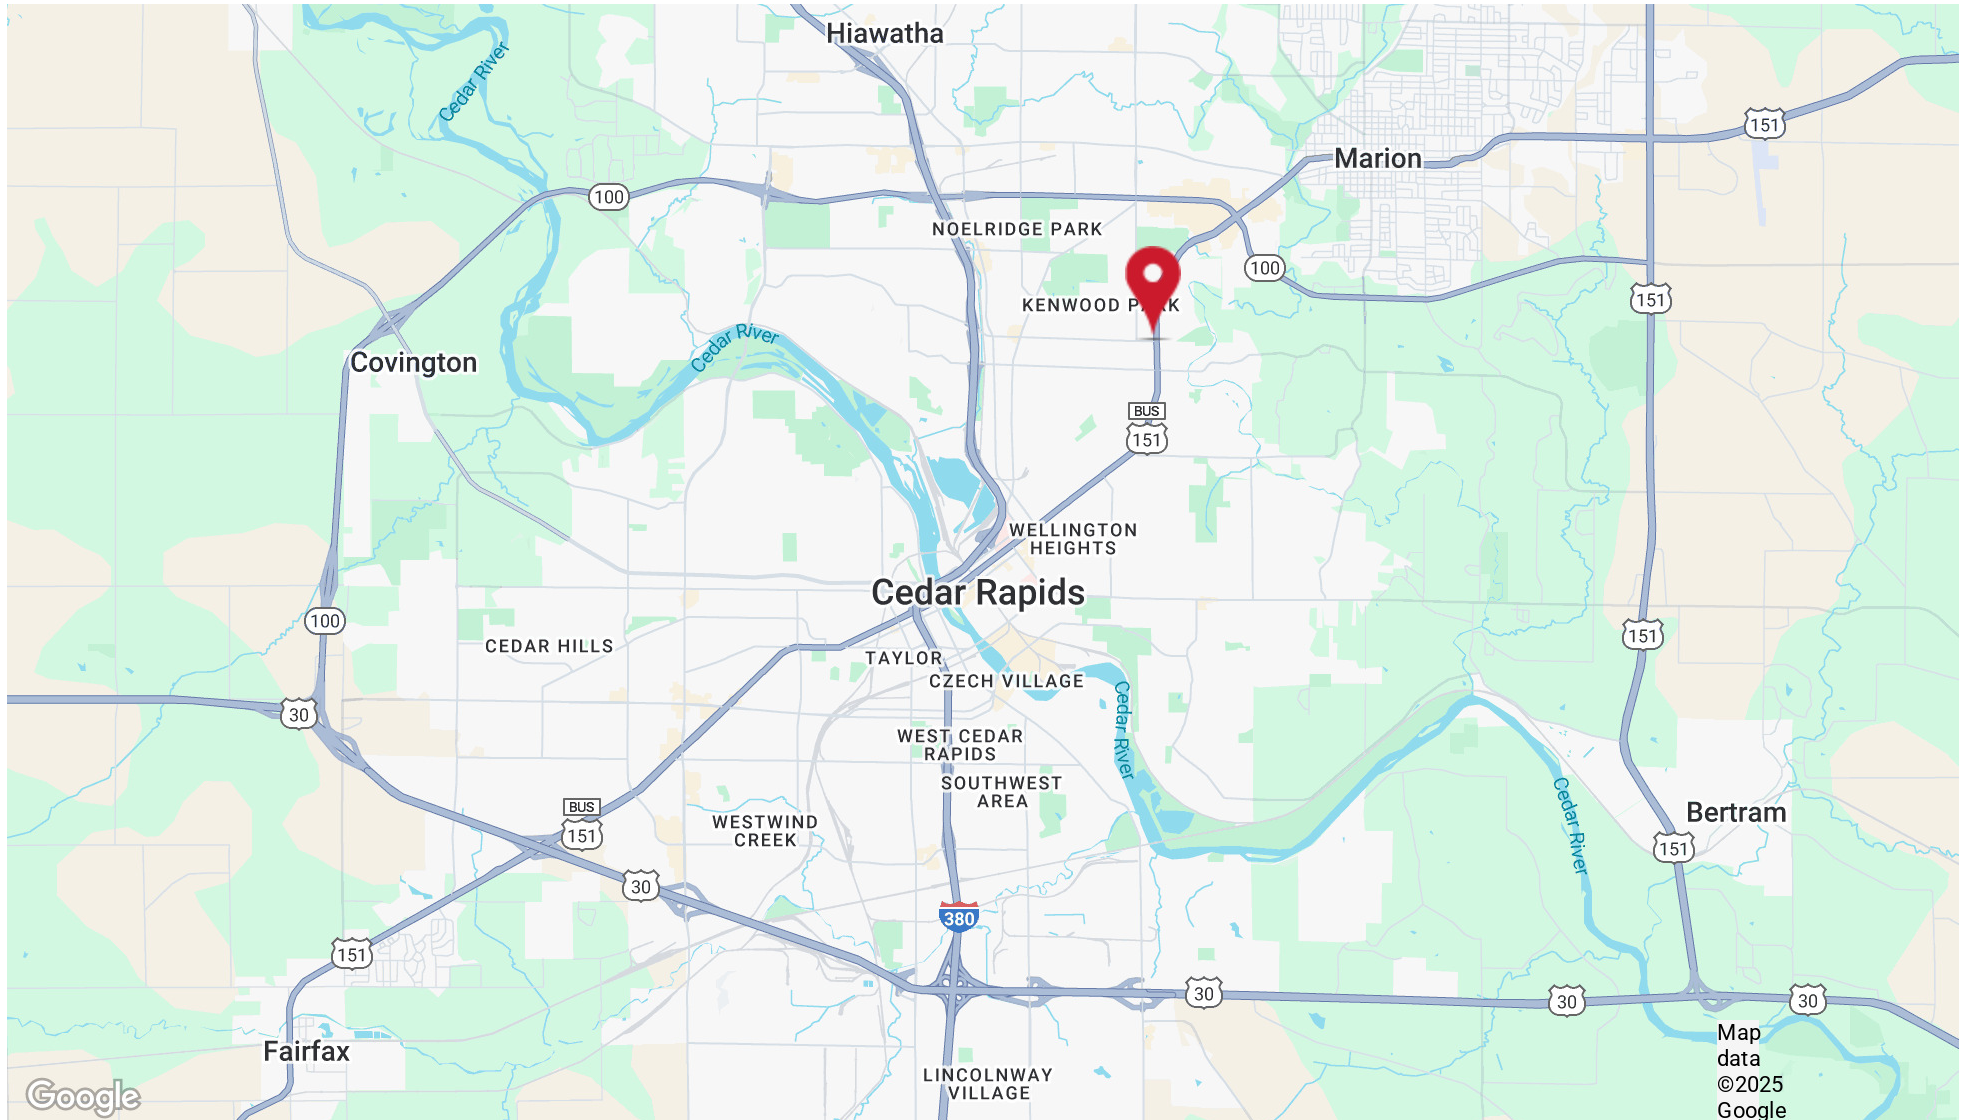 Hiawatha
Cedar River
151
Marion
100
NOELRIDGE PARK
100
KENWOOD PARK
151
Cedar River
Covington
BUS
151
WELLINGTON
HEIGHTS
Cedar Rapids
100
151
CEDAR HILLS
TAYLOR
CZECH VILLAGE
30
Cedar River
WEST CEDAR
RAPIDS
SOUTHWEST
AREA
BUS
151
WESTWIND
CREEK
Cedar River
Bertram
151
30
380
151
30
30
30
Fairfax
LINCOLNWAY
VILLAGE
Google
Map
data
©2025
Google